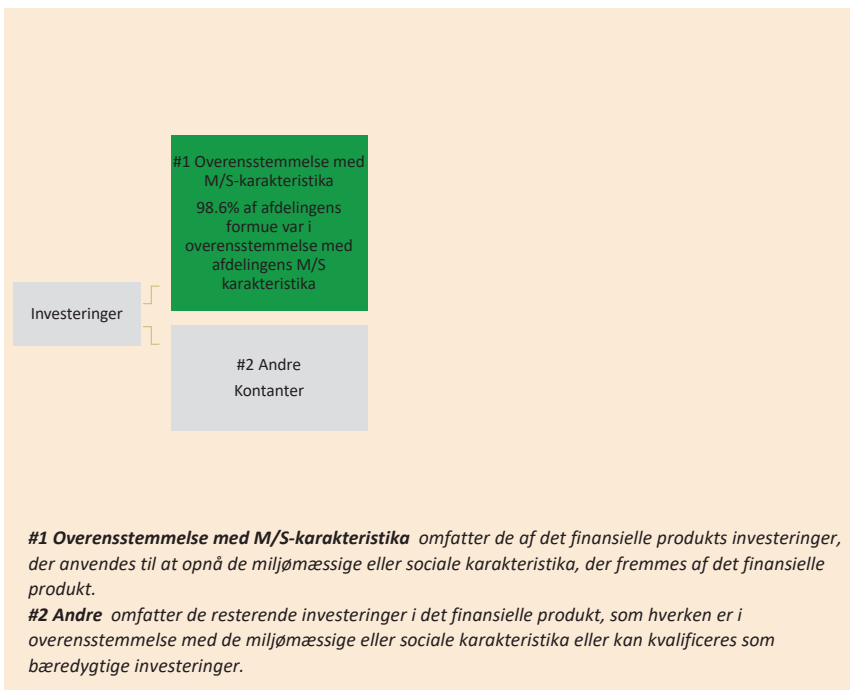 #1 Overensstemmelse med
M/S-karakteristika
98.6% af afdelingens
formue var i
overensstemmelse med
afdelingens M/S
karakteristika
Investeringer
#2 Andre
Kontanter
#1 Overensstemmelse med M/S-karakteristika omfatter de af det finansielle produkts investeringer,
der anvendes til at opnå de miljømæssige eller sociale karakteristika, der fremmes af det finansielle
produkt.
#2 Andre omfatter de resterende investeringer i det finansielle produkt, som hverken er i
overensstemmelse med de miljømæssige eller sociale karakteristika eller kan kvalificeres som
bæredygtige investeringer.